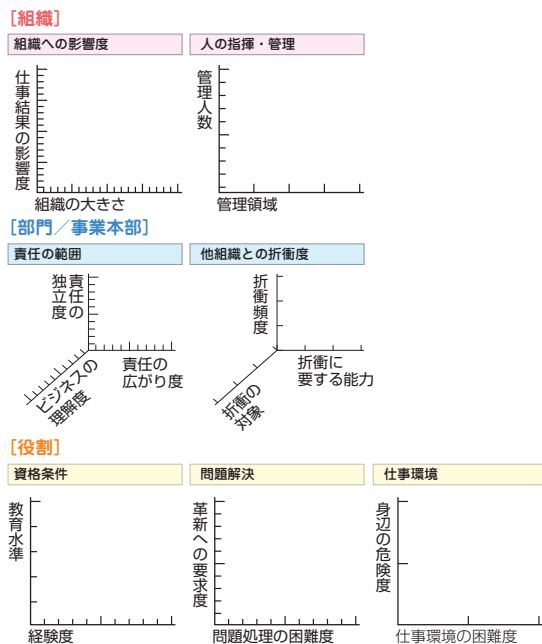 [組織]
組織への影響度
人の指揮・管理
仕事結果の影響度
組織の大きさ
管理人数
管理領域
[部門／事業本部]
責任の範囲
他組織との折衝度
責任の
独立度
責任の
広がり度
ビジネスの
理解度
折衝頻度
折衝に
要する能力
折衝の
対象
[役割]
資格条件
問題解決
仕事環境
教育水準
経験度
革新への要求度
問題処理の困難度
身辺の危険度
仕事環境の困難度